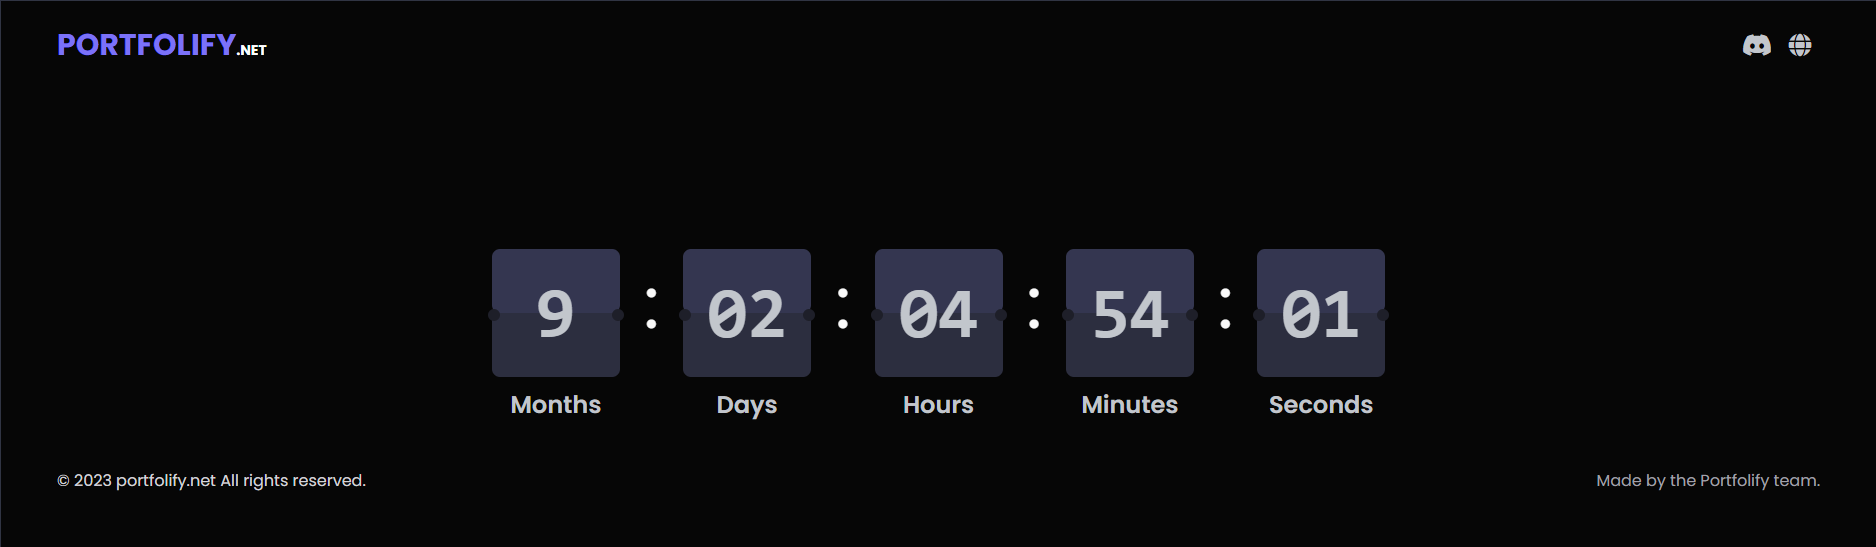 PORTFOLIFY.NET
9 : 02 : 04 : 54 : 01
Months Days Hours Minutes Seconds
© 2023 portfolify.net All rights reserved.
Made by the Portfolify team.